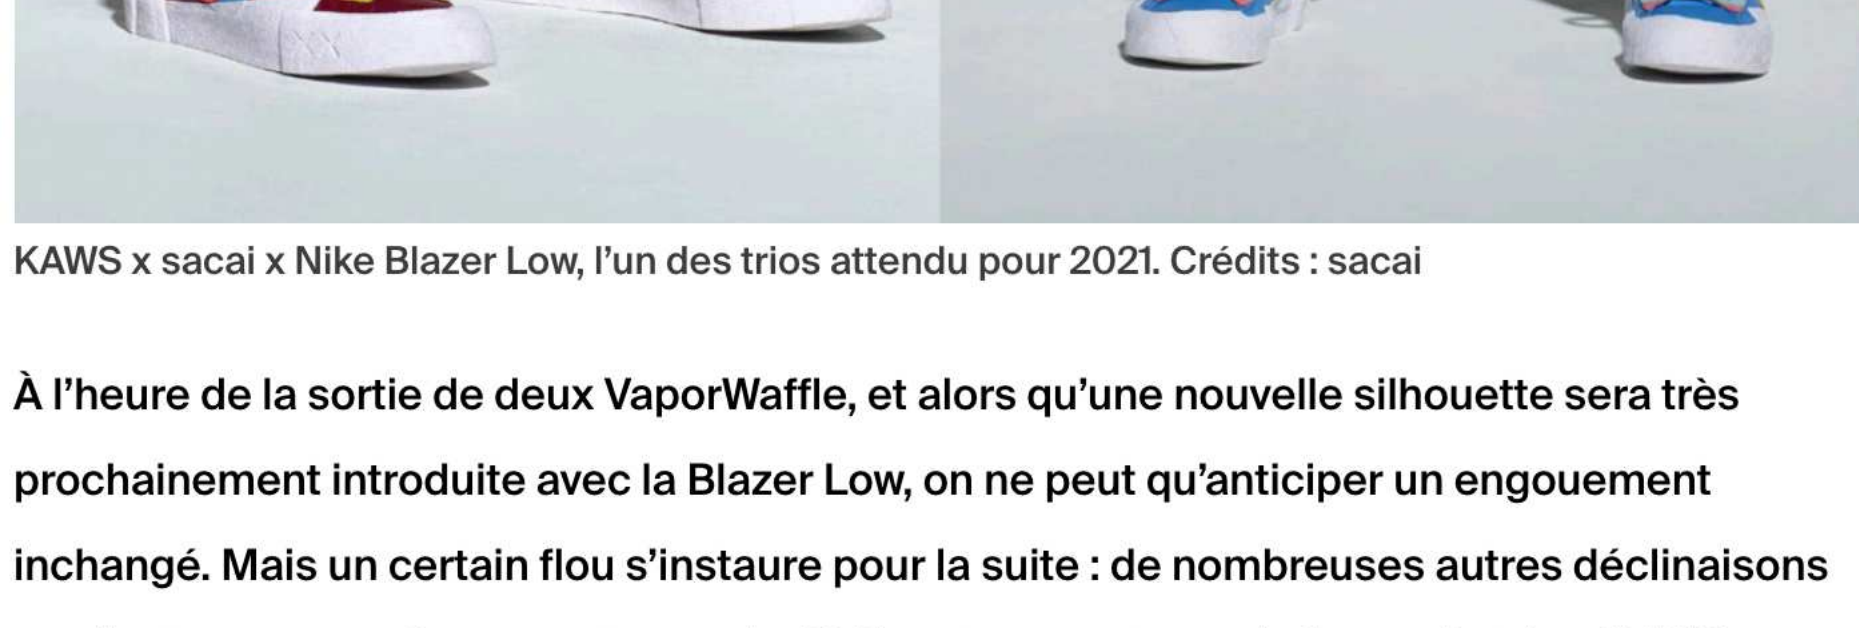 XX
KAWS x sacai x Nike Blazer Low, l’un des trios attendu pour 2021. Crédits : sacai
À l’heure de la sortie de deux VaporWaffle, et alors qu’une nouvelle silhouette sera très
prochainement introduite avec la Blazer Low, on ne peut qu’anticiper un engouement
inchangé. Mais un certain flou s’instaure pour la suite : de nombreuses autres déclinaisons